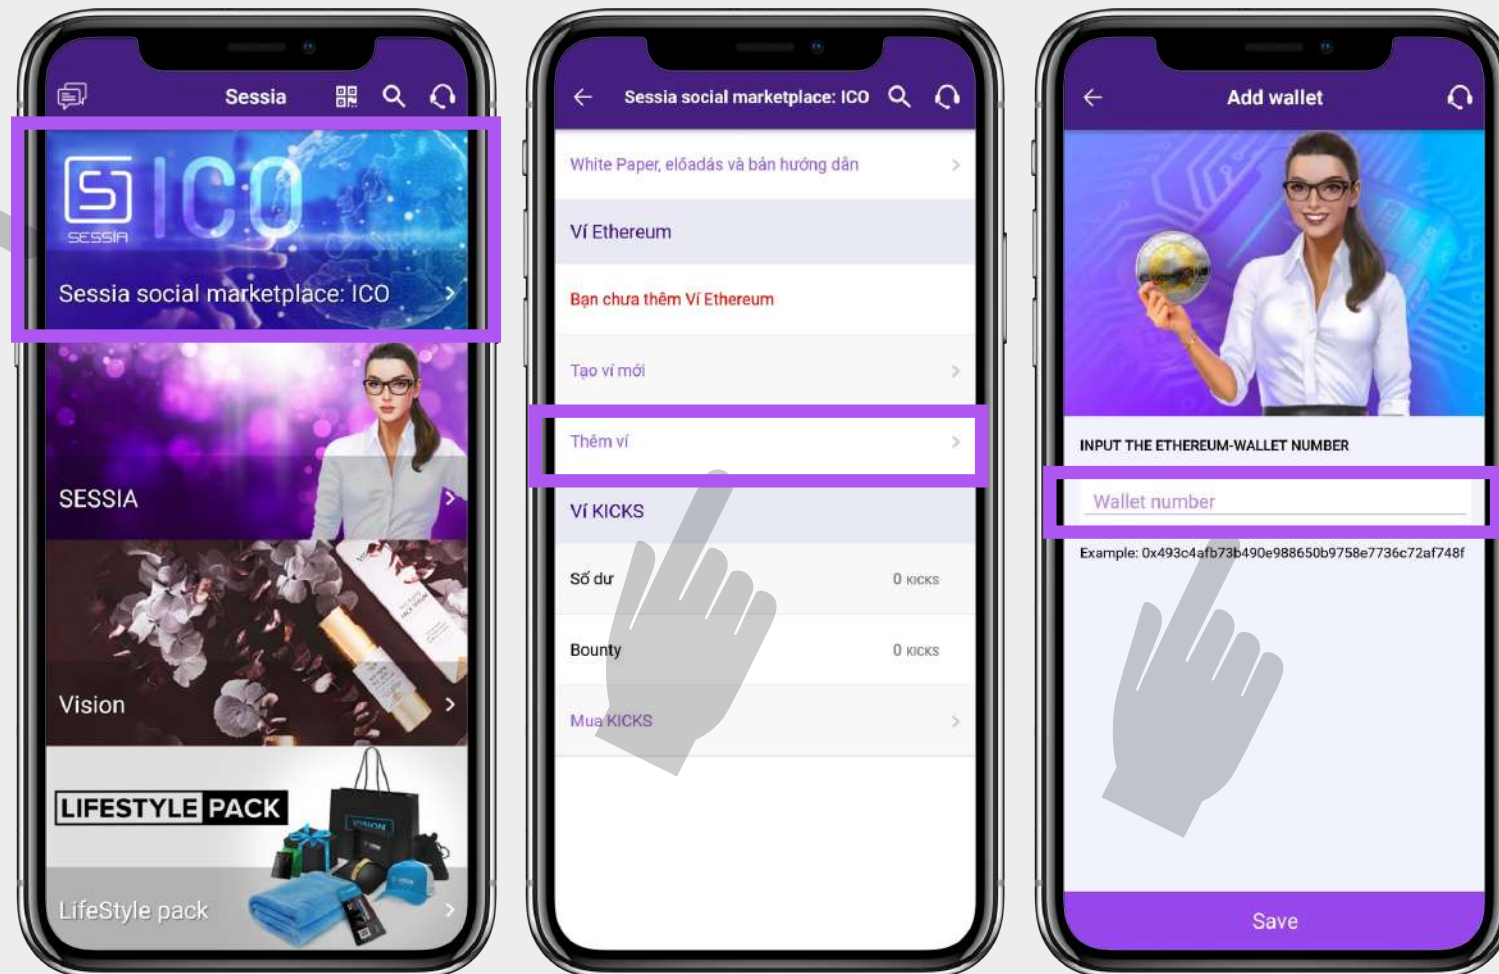 Sessia
SESSIA
ICO
Sessia social marketplace: ICO
SESSIA
Vision
LIFESTYLE PACK
VISION
LifeStyle pack
Sessia social marketplace: ICO
White Paper, előadás và bản hướng dẫn
Ví Ethereum
Bạn chưa thêm Ví Ethereum
Tạo ví mới
Thêm ví
Ví KICKS
Số dư 0 KICKS
Bounty 0 KICKS
Mua KICKS
Add wallet
INPUT THE ETHEREUM-WALLET NUMBER
Wallet number
Example: 0x493c4afb73b490e988650b9758e7736c72af748f
Save